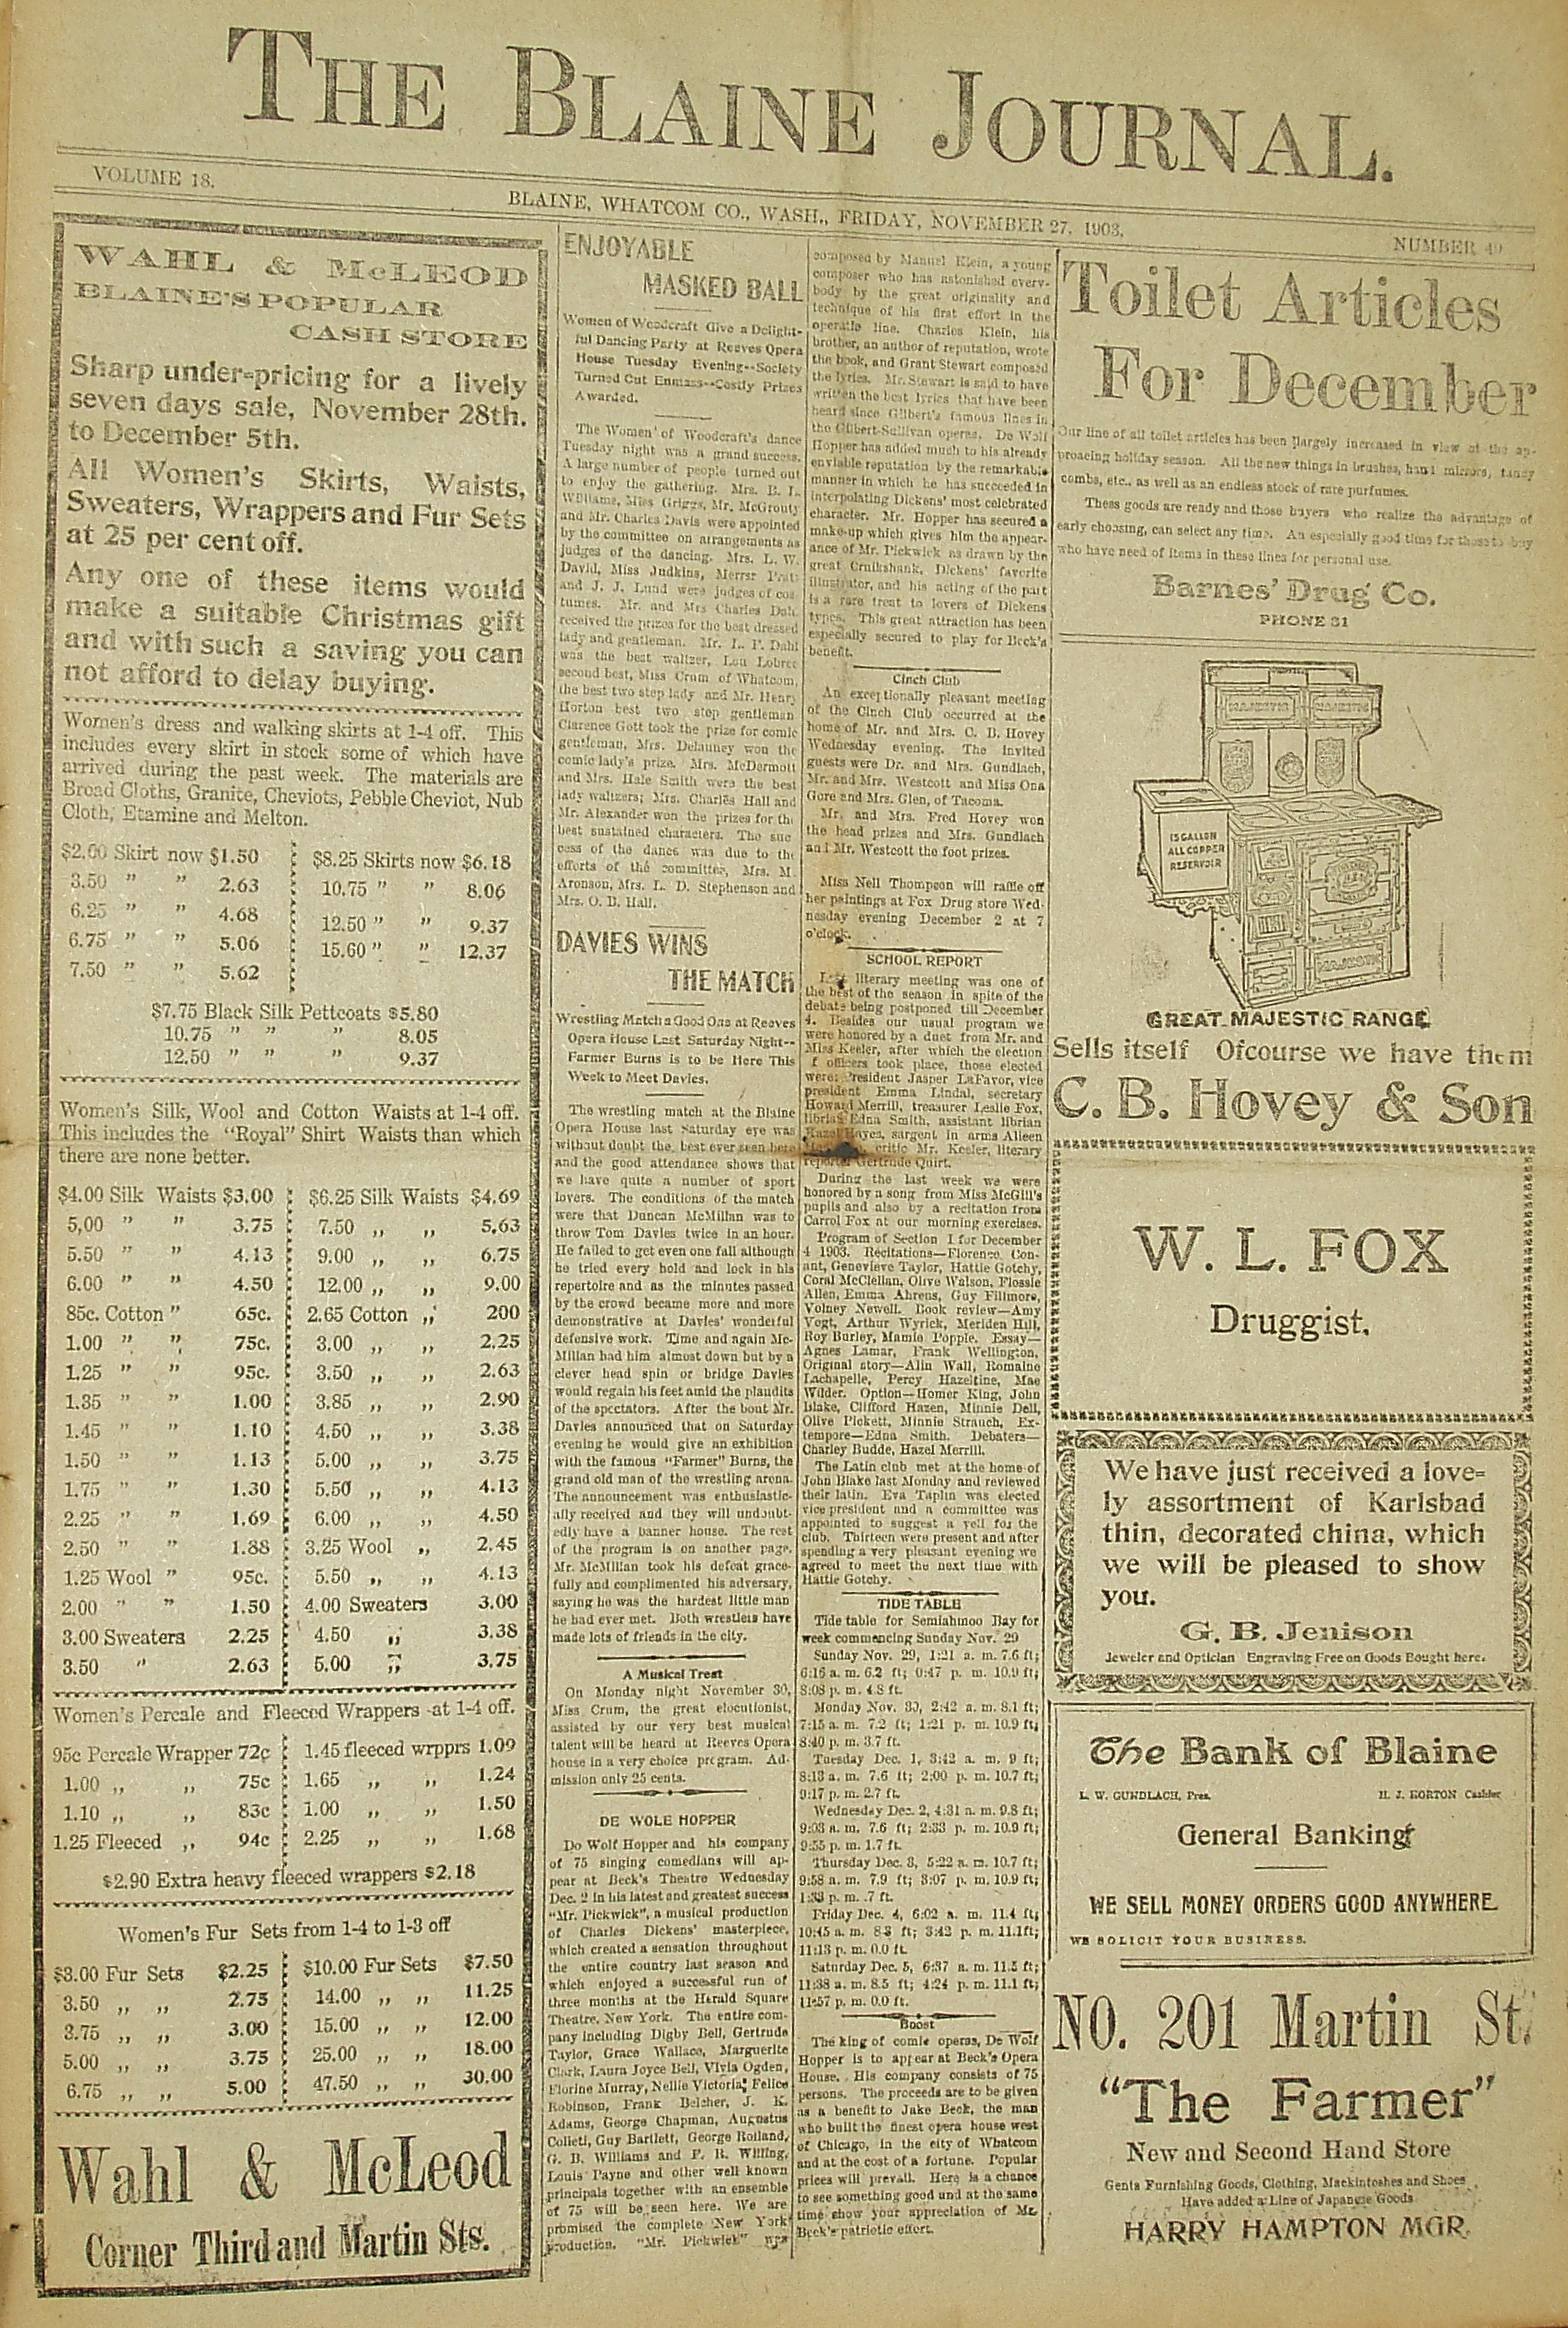 THE BLAINE JOURNAL.
VOLUME 18.
BLAINE, WHATCOM CO., WASH., FRIDAY, NOVEMBER 27, 1903.
NUMBER 49
WAHL & McLEOD
BLAINE'S POPULAR
CASH STORE
Sharp under-pricing for a lively
seven days sale, November 28th.
to December 5th.
All Women's Skirts, Waists,
Sweaters, Wrappers and Fur Sets
at 25 per cent off.
Any one of these items would
make a suitable Christmas gift
and with such a saving you can
not afford to delay buying.
Women's dress and walking skirts at 1-4 off. This
includes every skirt in stock some of which have
arrived during the past week. The materials are
Broad Cloths, Granite, Cheviots, Pebble Cheviot, Nub
Cloth, Etamine and Melton.
$2.00 Skirt now $1.50
3.50 " " 2.63
6.25 " " 4.68
6.75 " " 5.06
7.50 " " 5.62
$8.25 Skirts now $6.18
10.75 " " 8.06
12.50 " " 9.37
15.60 " " 12.37
$7.75 Black Silk Pettcoats $5.80
10.75 " " " 8.05
12.50 " " " 9.37
Women's Silk, Wool and Cotton Waists at 1-4 off.
This includes the "Royal" Shirt Waists than which
there are none better.
$4.00 Silk Waists $3.00
5,00 " " 3.75
5.50 " " 4.13
6.00 " " 4.50
85c. Cotton " 65c.
1.00 " " 75c.
1.25 " " 95c.
1.35 " " 1.00
1.45 " " 1.10
1.50 " " 1.13
1.75 " " 1.30
2.25 " " 1.69
2.50 " " 1.88
1.25 Wool " 95c.
2.00 " " 1.50
3.00 Sweaters 2.25
3.50 " 2.63
$6.25 Silk Waists $4.69
7.50 ,, ,, 5.63
9.00 ,, ,, 6.75
12.00 ,, ,, 9.00
2.65 Cotton ,, 200
3.00 ,, ,, 2.25
3.50 ,, ,, 2.63
3.85 ,, ,, 2.90
4.50 ,, ,, 3.38
5.00 ,, ,, 3.75
5.50 ,, ,, 4.13
6.00 ,, ,, 4.50
3.25 Wool ,, 2.45
5.50 ,, ,, 4.13
4.00 Sweaters 3.00
4.50 ,, 3.38
5.00 ,, 3.75
Women's Percale and Fleeced Wrappers at 1-4 off.
95c Percale Wrapper 72c
1.00 ,, ,, 75c
1.10 ,, ,, 83c
1.25 Fleeced ,, 94c
1.45 fleeced wrpprs 1.09
1.65 ,, ,, 1.24
1.00 ,, ,, 1.50
2.25 ,, ,, 1.68
$2.90 Extra heavy fleeced wrappers $2.18
Women's Fur Sets from 1-4 to 1-3 off
$3.00 Fur Sets $2.25
3.50 ,, ,, 2.75
3.75 ,, ,, 3.00
5.00 ,, ,, 3.75
6.75 ,, ,, 5.00
$10.00 Fur Sets $7.50
14.00 ,, ,, 11.25
15.00 ,, ,, 12.00
25.00 ,, ,, 18.00
47.50 ,, ,, 30.00
Wahl & McLeod
Corner Third and Martin Sts.
ENJOYABLE
MASKED BALL
Women of Woodcraft Give a Delight-
ful Dancing Party at Reeves Opera
House Tuesday Evening--Society
Turned Out Enmass--Costly Prizes
Awarded.
The Women of Woodcraft's dance
Tuesday night was a grand success.
A large number of people turned out
to enjoy the gathering. Mrs. B. L.
Williams, Miss Griggs, Mr. McGrouty
and Mr. Charles Davis were appointed
by the committee on arrangements as
judges of the dancing. Mrs. L. W.
David, Miss Judkins, Merrsr Pratt
and J. J. Lund were judges of cos
tumes. Mr. and Mrs Charles Dahl
received the prizes for the best dressed
lady and gentleman. Mr. L. P. Dahl
was the best waltzer, Lou Lobree
second best, Miss Crum of Whatcom,
the best two step lady and Mr. Henry
Horton best two step gentleman
Clarence Gott took the prize for comic
gentleman, Mrs. Delauney won the
comic lady's prize. Mrs. McDermott
and Mrs. Hale Smith were the best
lady waltzers; Mrs. Charles Hall and
Mr. Alexander won the prizes for the
best sustained characters. The suc
cess of the dance was due to the
efforts of the committee, Mrs. M.
Aronson, Mrs. L. D. Stephenson and
Mrs. O. B. Hall.
DAVIES WINS
THE MATCH
Wrestling Match a Good One at Reeves
Opera House Last Saturday Night--
Farmer Burns is to be Here This
Week to Meet Davies.
The wrestling match at the Blaine
Opera House last Saturday eye was
without doubt the best ever seen here
and the good attendance shows that
we have quite a number of sport
lovers. The conditions of the match
were that Duncan McMillan was to
throw Tom Davies twice in an hour.
He failed to get even one fall although
he tried every hold and lock in his
repertoire and as the minutes passed
by the crowd became more and more
demonstrative at Davies' wonderful
defensive work. Time and again Mc-
Millan had him almost down but by a
clever head spin or bridge Davies
would regain his feet amid the plaudits
of the spectators. After the bout Mr.
Davies announced that on Saturday
evening he would give an exhibition
with the famous "Farmer" Burns, the
grand old man of the wrestling arena.
The announcement was enthusiastic-
ally received and they will undoubt-
edly have a banner house. The rest
of the program is on another page.
Mr. McMillan took his defeat grace-
fully and complimented his adversary,
saying he was the hardest little man
he had ever met. Both wrestlers have
made lots of friends in the city.
A Musical Treat
On Monday night November 30,
Miss Crum, the great elocutionist,
assisted by our very best musical
talent will be heard at Reeves Opera
house in a very choice program. Ad-
mission only 25 cents.
DE WOLE HOPPER
Do Wolf Hopper and his company
of 75 singing comedians will ap-
pear at Beck's Theatre Wednesday
Dec. 2 in his latest and greatest success
"Mr. Pickwick", a musical production
of Charles Dickens' masterpiece,
which created a sensation throughout
the entire country last season and
which enjoyed a successful run of
three months at the Herald Square
Theatre, New York. The entire com-
pany including Digby Bell, Gertrude
Taylor, Grace Wallace, Marguerite
Clark, Laura Joyce Bell, Vivia Ogden,
Florine Murray, Nellie Victoria, Felice
Robinson, Frank Belcher, J. K.
Adams, George Chapman, Augustus
Colleti, Guy Bartlett, George Rolland,
G. B. Williams and F. R. Willing,
Louis Payne and other well known
principals together with an ensemble
of 75 will be seen here. We are
promised the complete New York
production. "Mr. Pickwick" was
composed by Manuel Klein, a young
composer who has astonished every-
body by the great originality and
technique of his first effort in the
operatic line. Charles Klein, his
brother, an author of reputation, wrote
the book, and Grant Stewart composed
the lyrics. Mr. Stewart is said to have
written the best lyrics that have been
heard since Gilbert's famous lines in
the Gilbert-Sullivan operas. De Wolf
Hopper has added much to his already
enviable reputation by the remarkable
manner in which he has succeeded in
interpolating Dickens' most celebrated
character. Mr. Hopper has secured a
make-up which gives him the appear-
ance of Mr. Pickwick as drawn by the
great Cruikshank, Dickens' favorite
illustrator, and his acting of the part
is a rare treat to lovers of Dickens
types. This great attraction has been
especially secured to play for Beck's
benefit.
Cinch Club
An exceptionally pleasant meeting
of the Cinch Club occurred at the
home of Mr. and Mrs. C. B. Hovey
Wednesday evening. The invited
guests were Dr. and Mrs. Gundlach,
Mr. and Mrs. Westcott and Miss Ona
Gore and Mrs. Glen, of Tacoma.
Mr. and Mrs. Fred Hovey won
the head prizes and Mrs. Gundlach
and Mr. Westcott the foot prizes.
Miss Nell Thompson will raffle off
her paintings at Fox Drug store Wed-
nesday evening December 2 at 7
o'clock.
SCHOOL REPORT
Last literary meeting was one of
the best of the season in spite of the
debate being postponed till December
4. Besides our usual program we
were honored by a duet from Mr. and
Miss Keeler, after which the election
f officers took place, those elected
were: President Jasper LaFavor, vice
president Emma Lindal, secretary
Howard Merrill, treasurer Leslie Fox,
librian Edna Smith, assistant librian
Hazel Hayes, sargent in arms Aileen
critic Mr. Keeler, literary
reporter Gertrude Quirt.
During the last week we were
honored by a song from Miss McGill's
pupils and also by a recitation from
Carrol Fox at our morning exercises.
Program of Section 1 for December
4 1903. Recitations—Florence Con-
ant, Genevieve Taylor, Hattie Gotchy,
Coral McClellan, Olive Walson, Flossie
Allen, Emma Ahrens, Guy Fillmore,
Volney Newell. Book review—Amy
Vogt, Arthur Wyrick, Meriden Hill,
Roy Burley, Mamie Popple. Essay—
Agnes Lamar, Frank Wellington,
Original story—Alin Wall, Romaine
Lachapelle, Percy Hazeltine, Mae
Wilder. Option—Homer King, John
Blake, Clifford Hazen, Minnie Dell,
Olive Pickett, Minnie Strauch, Ex-
tempore—Edna Smith. Debaters—
Charley Budde, Hazel Merrill.
The Latin club met at the home of
John Blake last Monday and reviewed
their latin. Eva Taplin was elected
vice president and a committee was
appointed to suggest a yell for the
club. Thirteen were present and after
spending a very pleasant evening we
agreed to meet the next time with
Hattie Gotchy.
TIDE TABLE
Tide table for Semiahmoo Bay for
week commencing Sunday Nov. 29
Sunday Nov. 29, 1:21 a. m. 7.6 ft;
6:16 a. m. 6.2 ft; 0:47 p. m. 10.9 ft;
8:08 p. m. 4.8 ft.
Monday Nov. 30, 2:42 a. m. 8.1 ft;
7:15 a. m. 7.2 ft; 1:21 p. m. 10.9 ft;
8:40 p. m. 3.7 ft.
Tuesday Dec. 1, 3:42 a. m. 9 ft;
8:13 a. m. 7.6 ft; 2:00 p. m. 10.7 ft;
9:17 p. m. 2.7 ft.
Wednesday Dec. 2, 4:31 a. m. 9.8 ft;
9:03 a. m. 7.6 ft; 2:33 p. m. 10.9 ft;
9:55 p. m. 1.7 ft.
Thursday Dec. 3, 5:22 a. m. 10.7 ft;
9:58 a. m. 7.9 ft; 3:07 p. m. 10.9 ft;
1:33 p. m. .7 ft.
Friday Dec. 4, 6:02 a. m. 11.4 ft;
10:45 a. m. 8.3 ft; 3:42 p. m. 11.1ft;
11:13 p. m. 0.0 ft.
Saturday Dec. 5, 6:37 a. m. 11.5 ft;
11:38 a. m. 8.5 ft; 4:24 p. m. 11.1 ft;
11:57 p. m. 0.0 ft.
Boost
The king of comic operas, De Wolf
Hopper is to appear at Beck's Opera
House. His company consists of 75
persons. The proceeds are to be given
as a benefit to Jake Beck, the man
who built the finest opera house west
of Chicago, in the city of Whatcom
and at the cost of a fortune. Popular
prices will prevail. Here is a chance
to see something good und at the same
time show your appreciation of Mr.
Beck's patriotic effort.
Toilet Articles
For December
Our line of all toilet articles has been largely increased in view of the ap-
proacing holiday season. All the new things in brushes, hand mirrors, fancy
combs, etc., as well as an endless stock of rare purfumes.
These goods are ready and those buyers who realize the advantage of
early choosing, can select any time. An especially good time for those to buy
who have need of items in these lines for personal use.
Barnes' Drug Co.
PHONE 31
MAJESTIC MAJESTIC
15 GALLON
ALL COPPER
RESERVOIR
MAJESTIC
GREAT MAJESTIC RANGE
Sells itself Ofcourse we have them
C. B. Hovey & Son
W. L. FOX
Druggist.
We have just received a love-
ly assortment of Karlsbad
thin, decorated china, which
we will be pleased to show
you.
G. B. Jenison
Jeweler and Optician Engraving Free on Goods Bought here.
The Bank of Blaine
L. W. GUNDLACH, Pres.
H. J. HORTON Cashier
General Banking
WE SELL MONEY ORDERS GOOD ANYWHERE
WE SOLICIT YOUR BUSINESS.
NO. 201 Martin St.
"The Farmer"
New and Second Hand Store
Gents Furnishing Goods, Clothing, Mackintoshes and Shoes
Have added a Line of Japanese Goods
HARRY HAMPTON MGR.